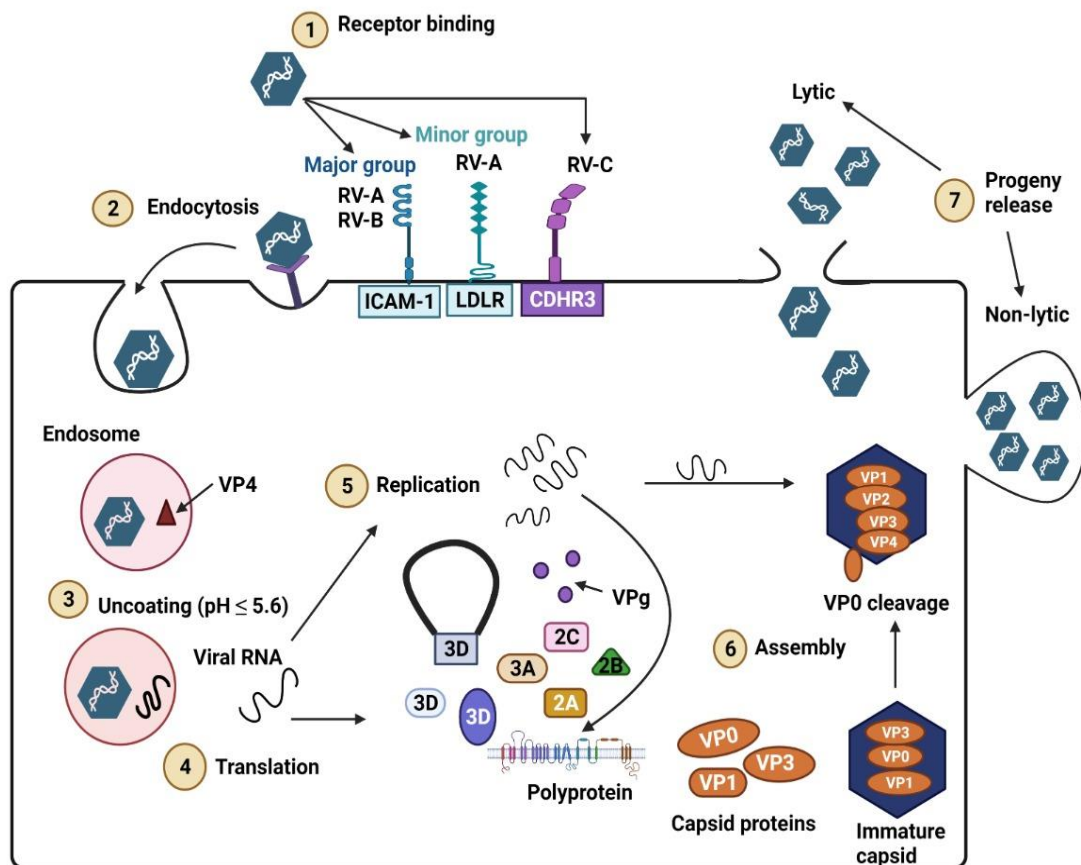 1 Receptor binding
Minor group
Major group
RV-A
RV-B
RV-A
RV-C
ICAM-1
LDLR
CDHR3
2 Endocytosis
Lytic
7 Progeny
release
Non-lytic
Endosome
VP4
3 Uncoating (pH ≤ 5.6)
Viral RNA
4 Translation
5 Replication
VPg
3D
2C
3A
2B
3D
3D
2A
Polyprotein
6 Assembly
VP0
VP3
VP1
Capsid proteins
VP1
VP2
VP3
VP4
VP0 cleavage
VP3
VP0
VP1
Immature
capsid